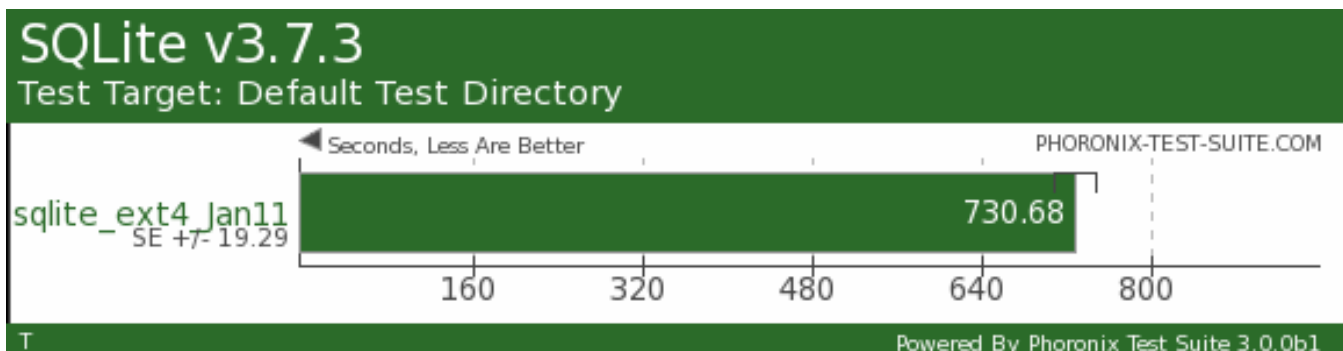 SQLite v3.7.3
Test Target: Default Test Directory
Seconds, Less Are Better
PHORONIX-TEST-SUITE.COM
sqlite_ext4_Jan11
SE +/- 19.29
730.68
160 320 480 640 800
T
Powered By Phoronix Test Suite 3.0.0b1